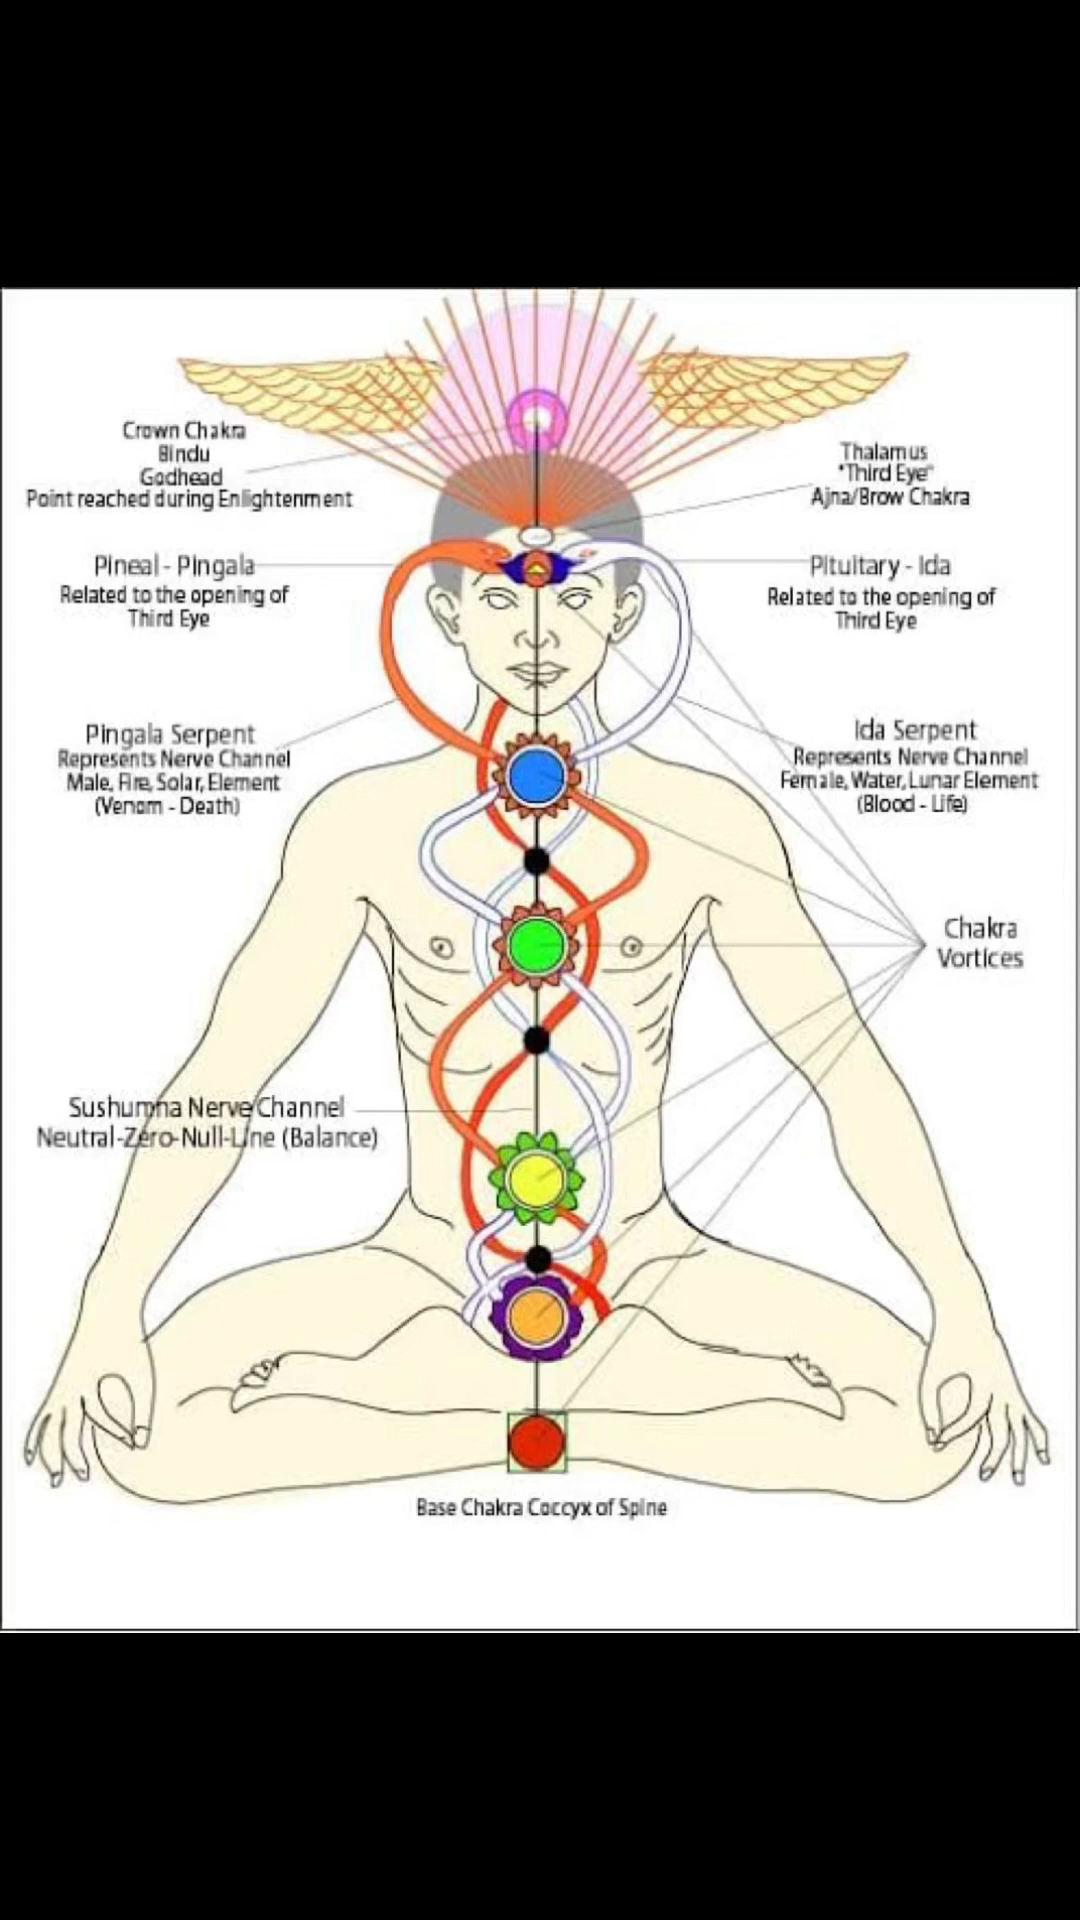 Crown Chakra
Bindu
Godhead
Point reached during Enlightenment
Thalamus
"Third Eye"
Ajna/Brow Chakra
Pineal - Pingala
Related to the opening of
Third Eye
Pituitary - Ida
Related to the opening of
Third Eye
Pingala Serpent
Represents Nerve Channel
Male, Fire, Solar, Element
(Venom - Death)
Ida Serpent
Represents Nerve Channel
Female, Water, Lunar Element
(Blood - Life)
Chakra
Vortices
Sushumna Nerve Channel
Neutral-Zero-Null-Line (Balance)
Base Chakra Coccyx of Spine